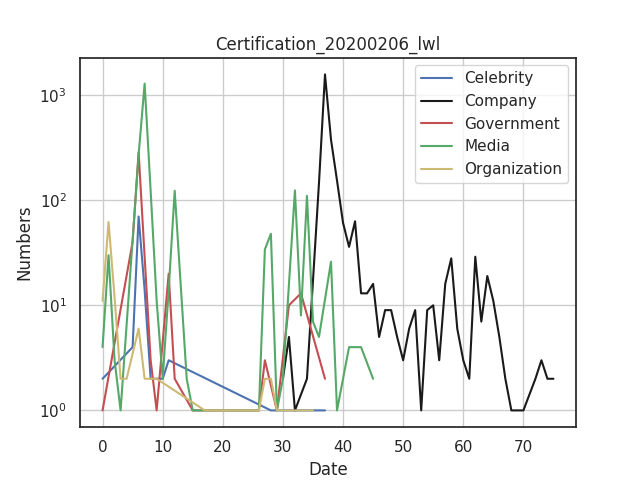 Certification_20200206_lwl
Celebrity
Company
Government
Media
Organization
10³
10²
10¹
10⁰
Numbers
0 10 20 30 40 50 60 70
Date